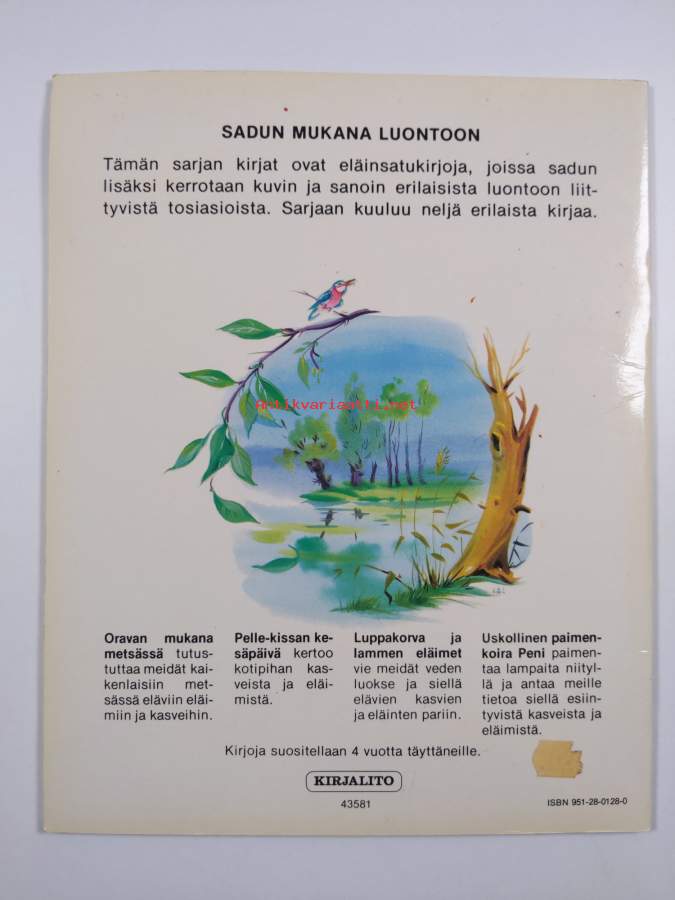 SADUN MUKANA LUONTOON
Tämän sarjan kirjat ovat eläinsatukirjoja, joissa sadun
lisäksi kerrotaan kuvin ja sanoin erilaisista luontoon liit-
tyvistä tosiasioista. Sarjaan kuuluu neljä erilaista kirjaa.
Antikvariaatti.net
Oravan mukana
metsässä tutus-
tuttaa meidät kai-
kenlaisiin met-
sässä eläviin eläi-
miin ja kasveihin.
Pelle-kissan ke-
säpäivä kertoo
kotipihan kas-
veista ja eläi-
mistä.
Luppakorva ja
lammen eläimet
vie meidät veden
luokse ja siellä
elävien kasvien
ja eläinten pariin.
Uskollinen paimen-
koira Peni paimen-
taa lampaita niityl-
lä ja antaa meille
tietoa siellä esiin-
tyvistä kasveista ja
eläimistä.
Kirjoja suositellaan 4 vuotta täyttäneille.
KIRJALITO
43581
ISBN 951-28-0128-0